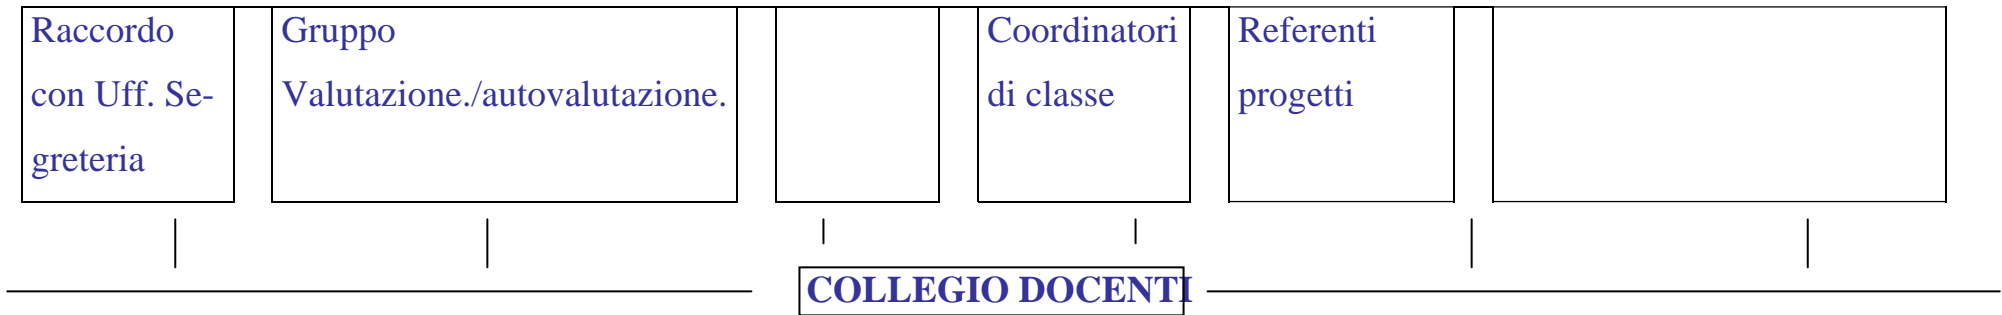 Raccordo
con Uff. Se-
greteria
Gruppo
Valutazione./autovalutazione.
Coordinatori
di classe
Referenti
progetti
COLLEGIO DOCENTI